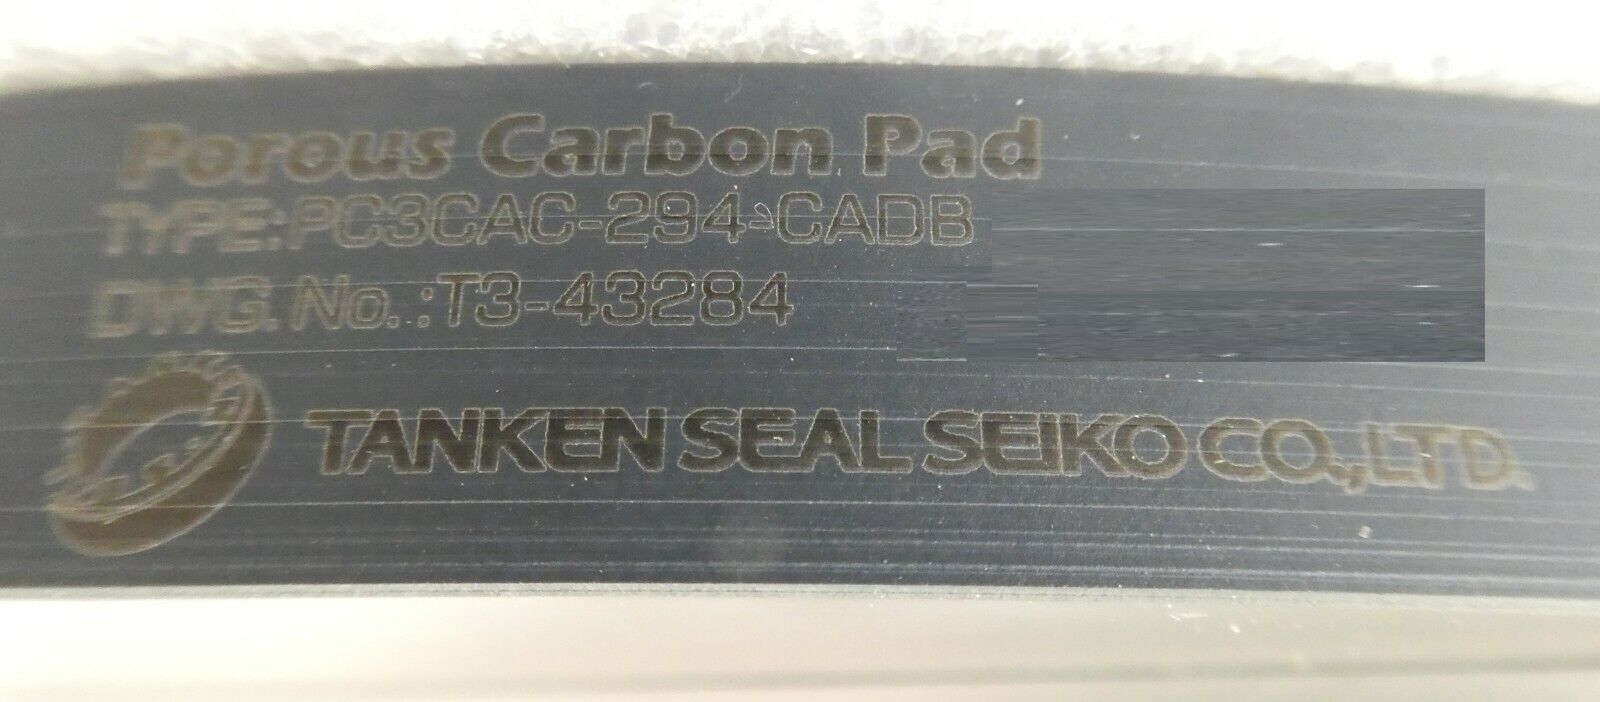 Porous Carbon Pad
TYPE:PC3CAC-294-CADB
DWG.No.:T3-43284
TANKEN SEAL SEIKO CO.,LTD.